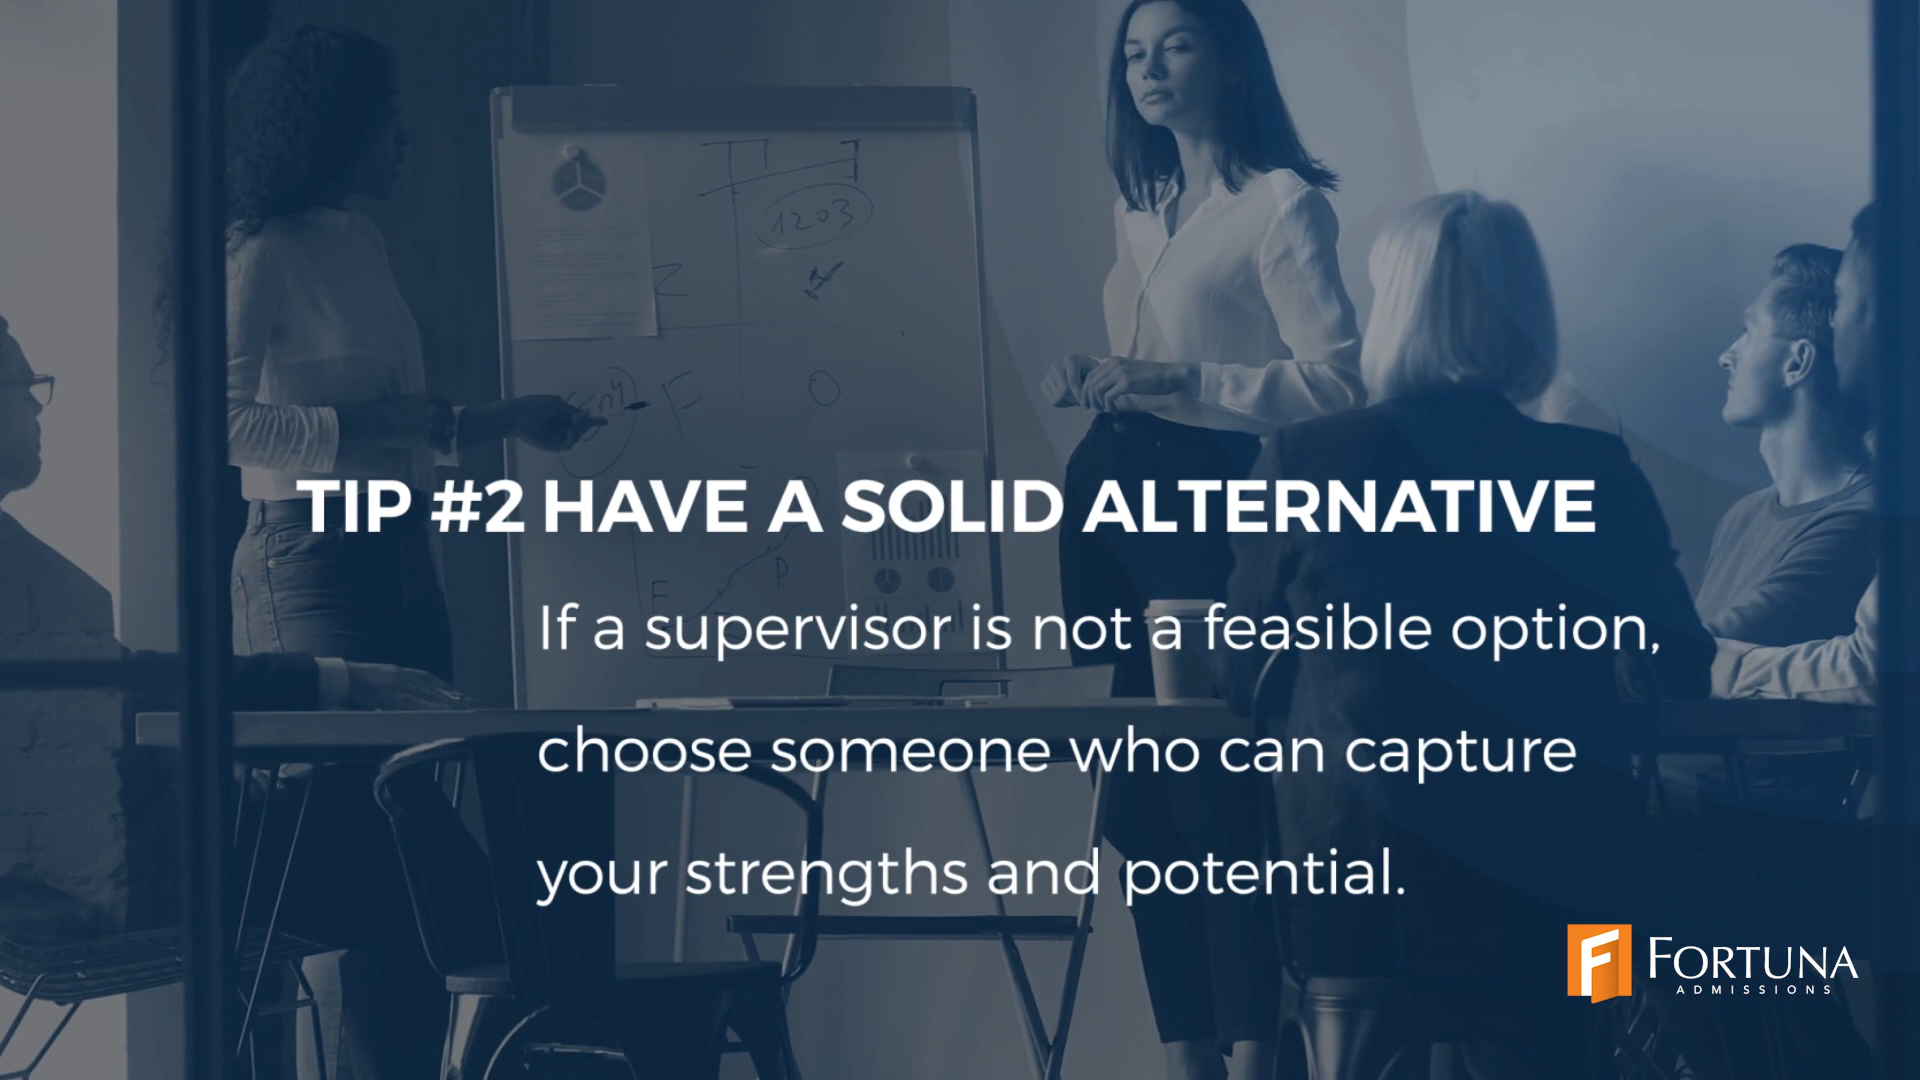 1203
TIP #2 HAVE A SOLID ALTERNATIVE
If a supervisor is not a feasible option,
choose someone who can capture
your strengths and potential.
FORTUNA
ADMISSIONS